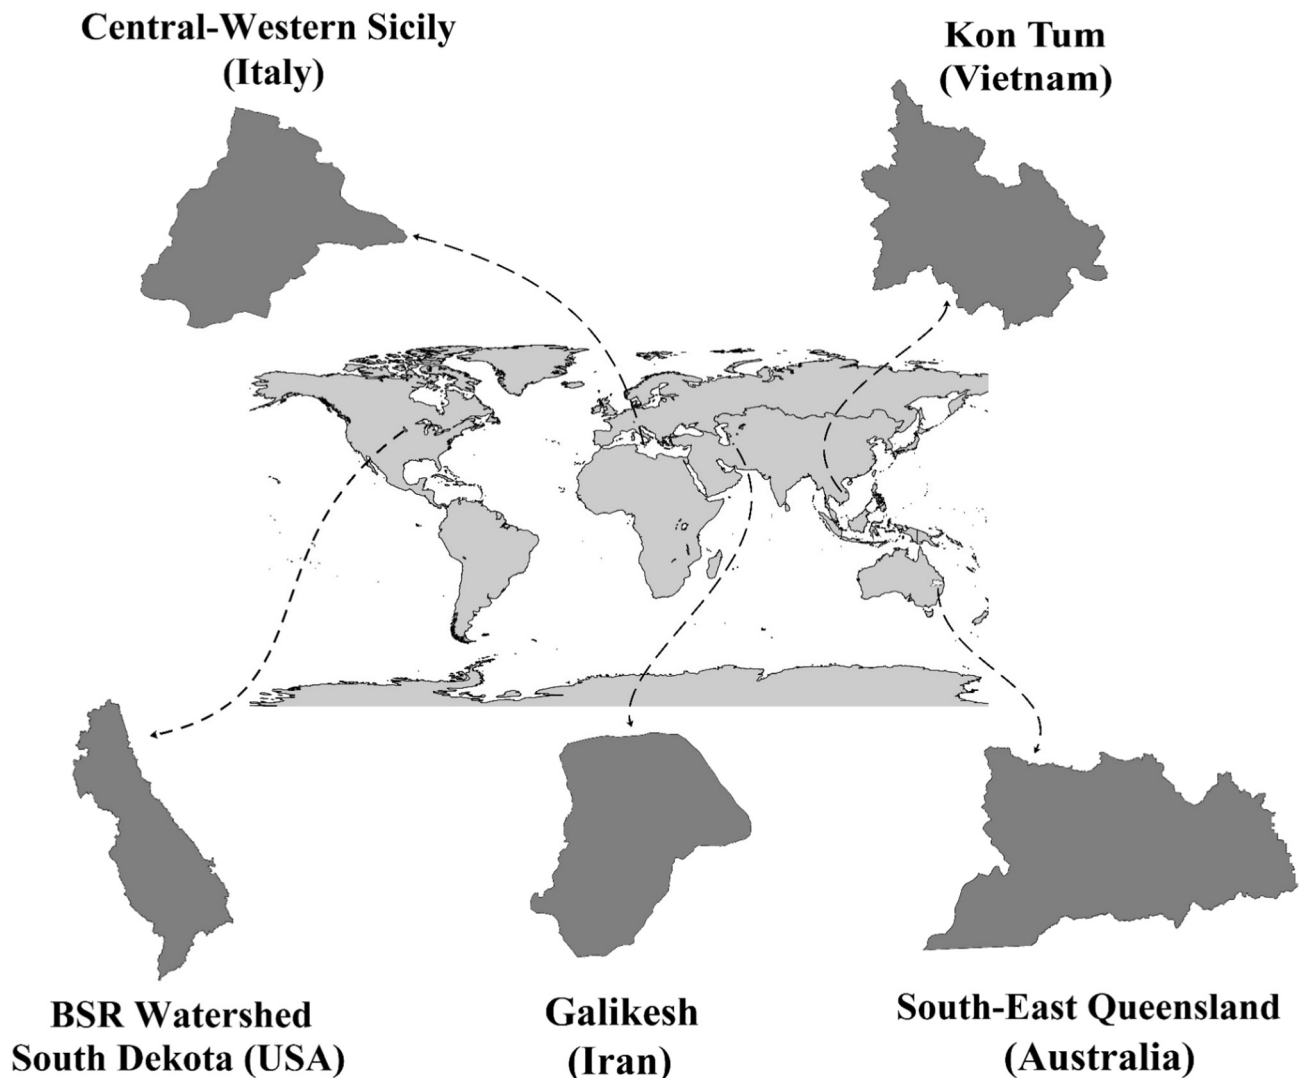 Central-Western Sicily
(Italy)
Kon Tum
(Vietnam)
BSR Watershed
South Dekota (USA)
Galikesh
(Iran)
South-East Queensland
(Australia)